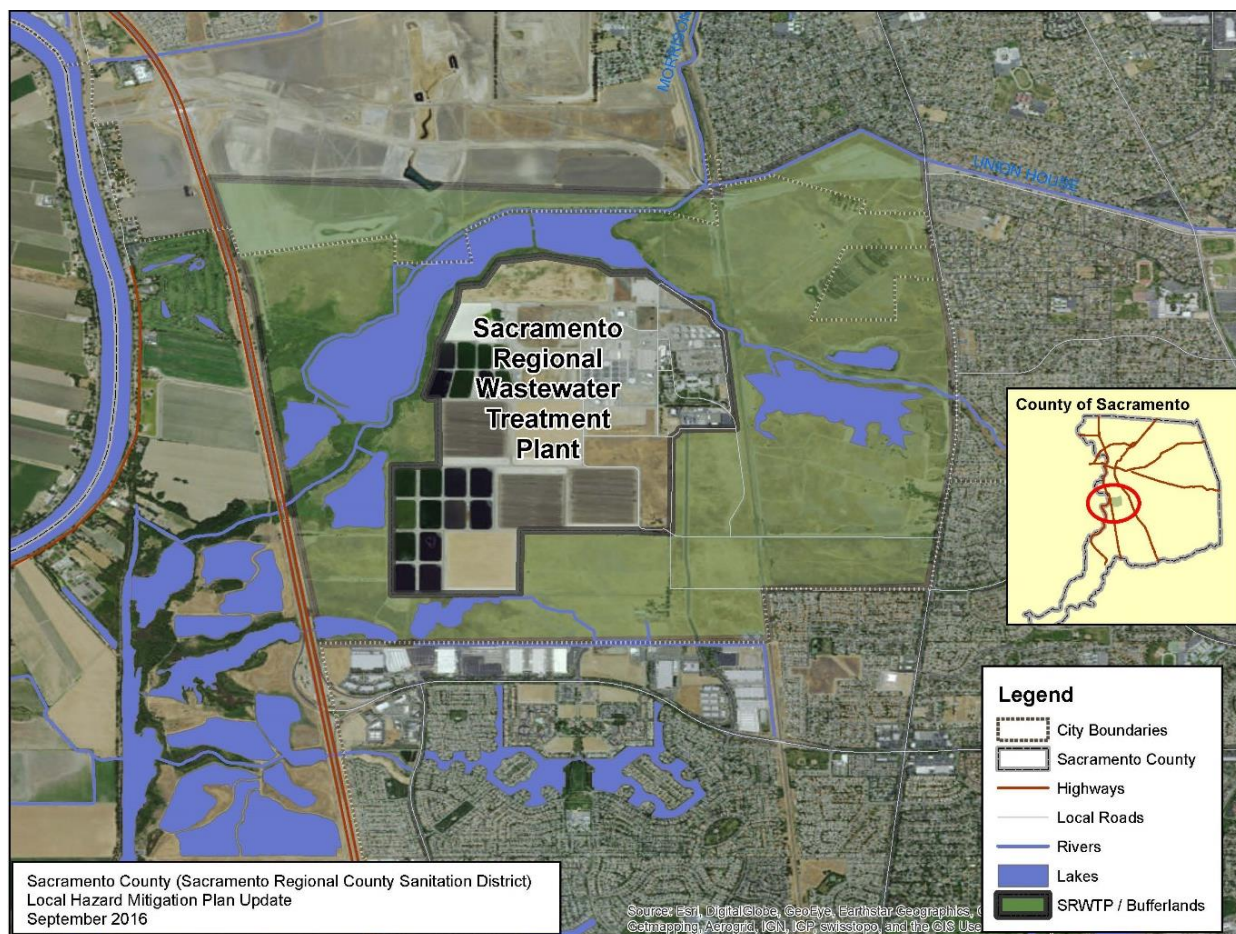 MORRISON
UNION HOUSE
Sacramento
Regional
Wastewater
Treatment
Plant
County of Sacramento
Legend
City Boundaries
Sacramento County
Highways
Local Roads
Rivers
Lakes
SRWTP / Bufferlands
Sacramento County (Sacramento Regional County Sanitation District)
Local Hazard Mitigation Plan Update
September 2016
Source: Esri, DigitalGlobe, GeoEye, Earthstar Geographics,
Getmapping, Aerogrid, IGN, IGP, swisstopo, and the GIS Use